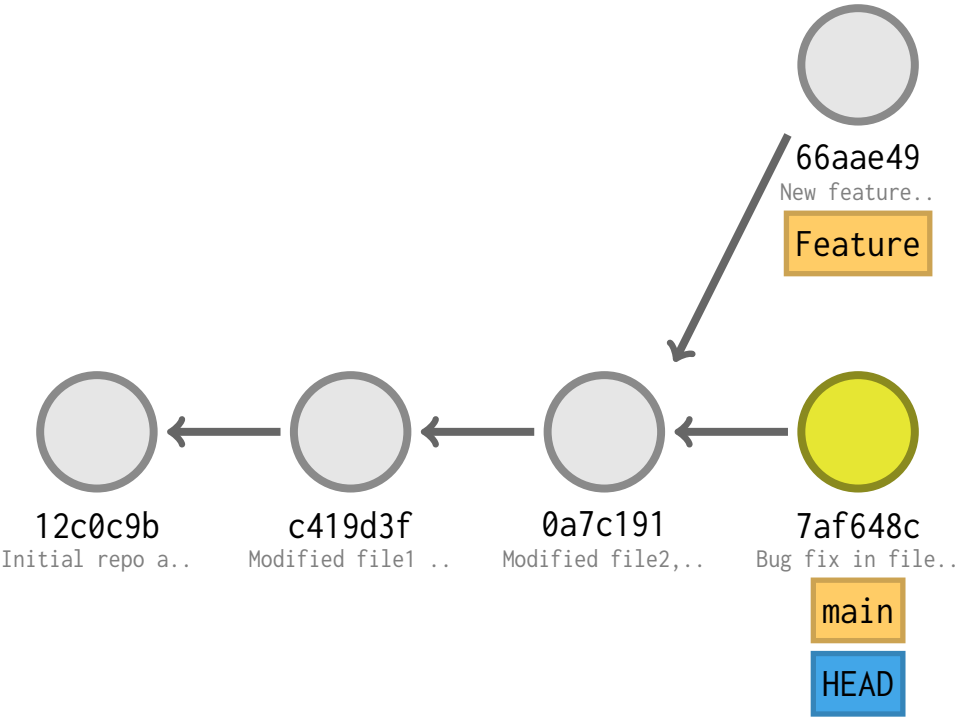 66aae49
New feature..
Feature
12c0c9b
Initial repo a..
c419d3f
Modified file1 ..
0a7c191
Modified file2,..
7af648c
Bug fix in file..
main
HEAD